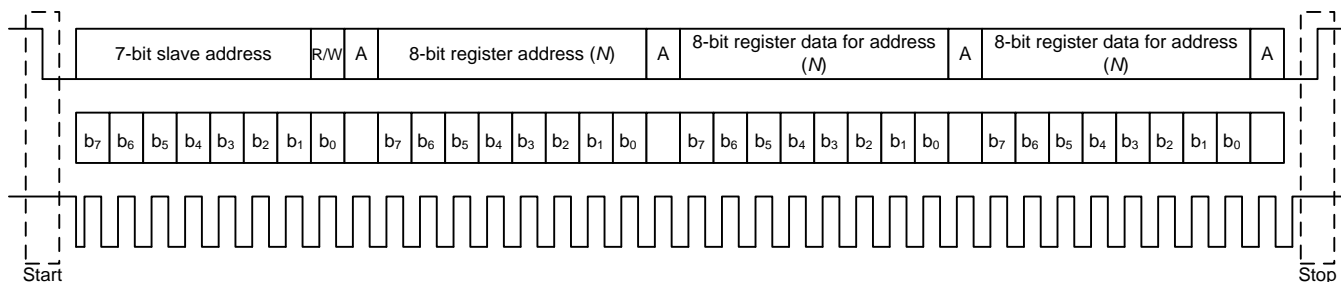 7-bit slave address R/W A 8-bit register address (N) A 8-bit register data for address (N) A 8-bit register data for address (N) A
b7 b6 b5 b4 b3 b2 b1 b0 b7 b6 b5 b4 b3 b2 b1 b0 b7 b6 b5 b4 b3 b2 b1 b0 b7 b6 b5 b4 b3 b2 b1 b0
Start Stop